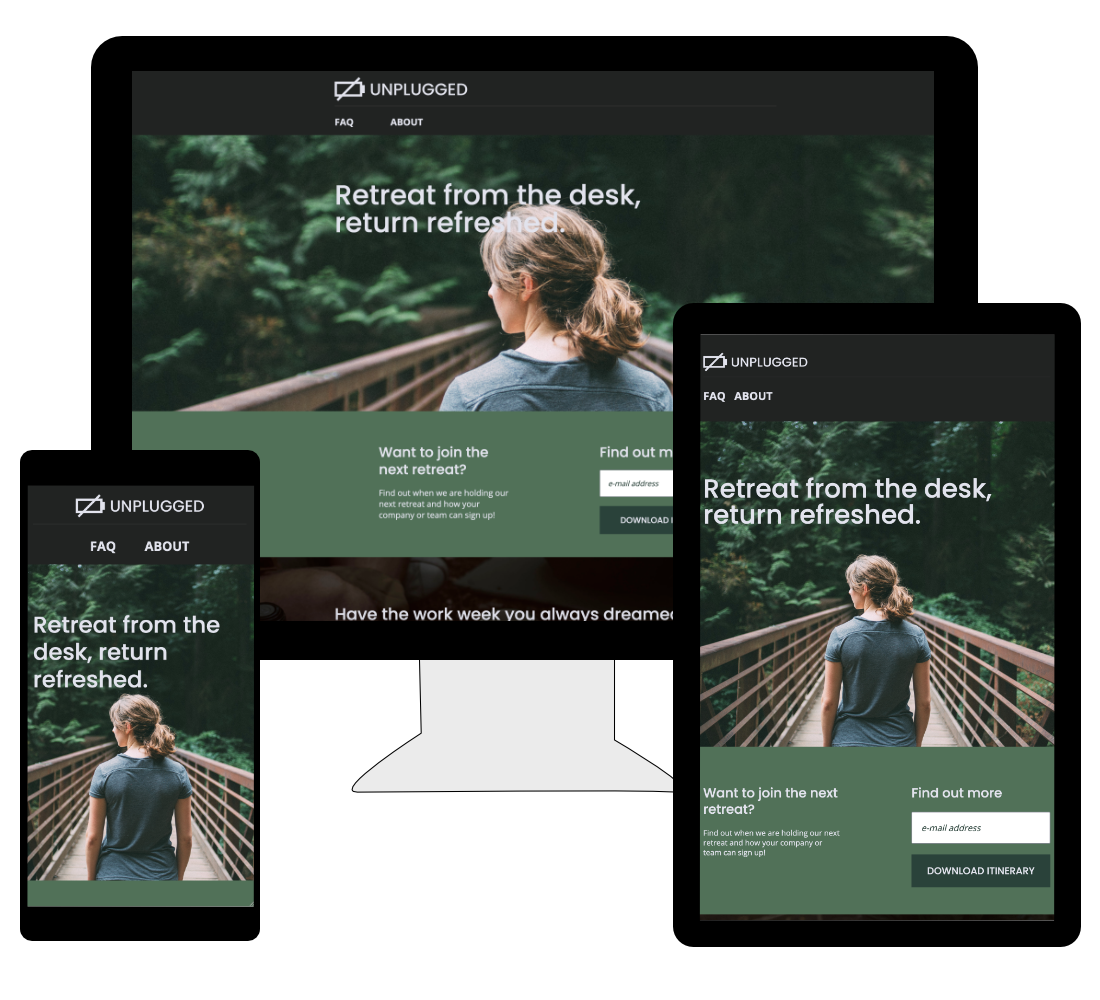 UNPLUGGED
FAQ ABOUT
Retreat from the desk,
return refreshed.
Want to join the
next retreat?
Find out when we are holding our
next retreat and how your
company or team can sign up!
Find out m
e-mail address
DOWNLOAD
Have the work week you always dreamed
UNPLUGGED
FAQ ABOUT
Retreat from the
desk, return
refreshed.
UNPLUGGED
FAQ ABOUT
Retreat from the desk,
return refreshed.
Want to join the next
retreat?
Find out when we are holding our next
retreat and how your company or
team can sign up!
Find out more
e-mail address
DOWNLOAD ITINERARY